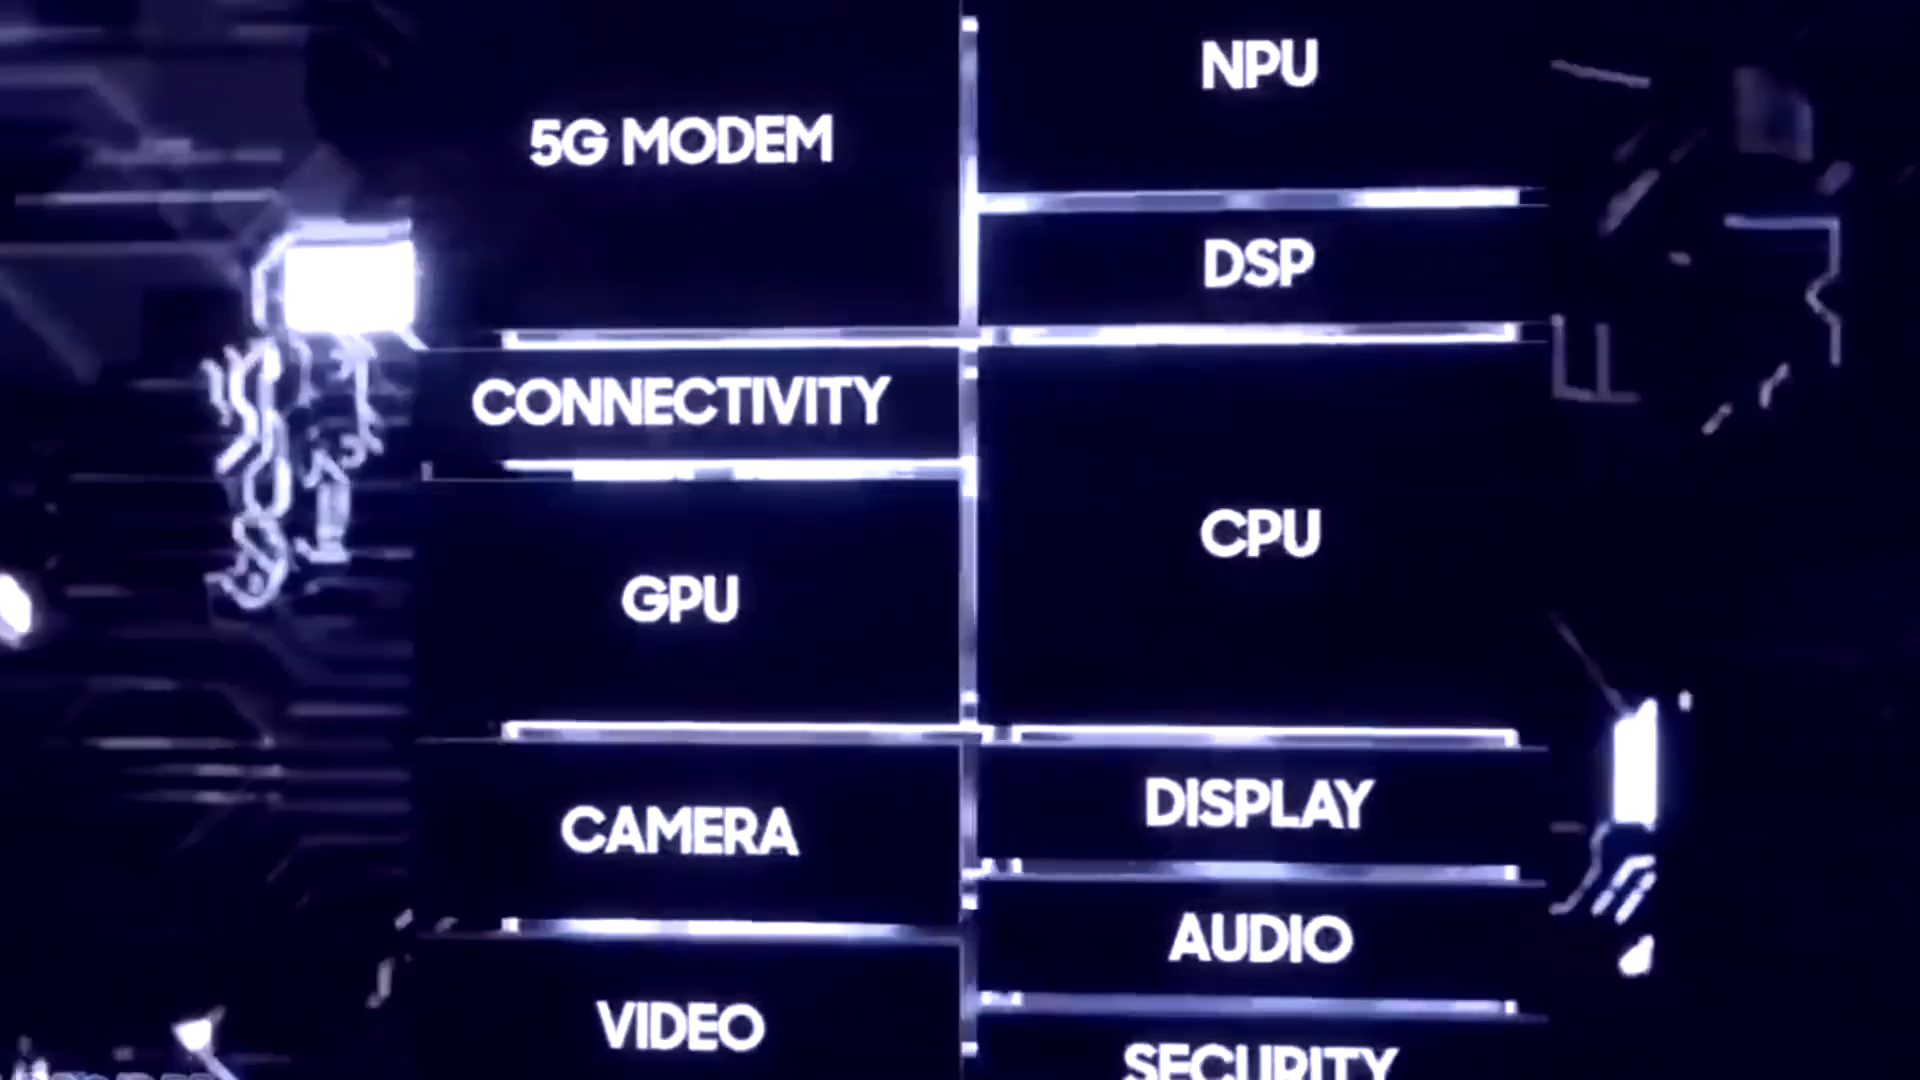 5G MODEM
CONNECTIVITY
GPU
CAMERA
VIDEO
NPU
DSP
CPU
DISPLAY
AUDIO
SECURITY